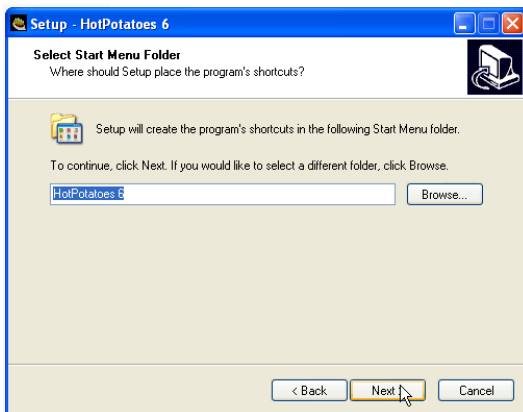 Setup - HotPotatoes 6
Select Start Menu Folder
Where should Setup place the program's shortcuts?
Setup will create the program's shortcuts in the following Start Menu folder.
To continue, click Next. If you would like to select a different folder, click Browse.
HotPotatoes 6
Browse...
< Back
Next >
Cancel